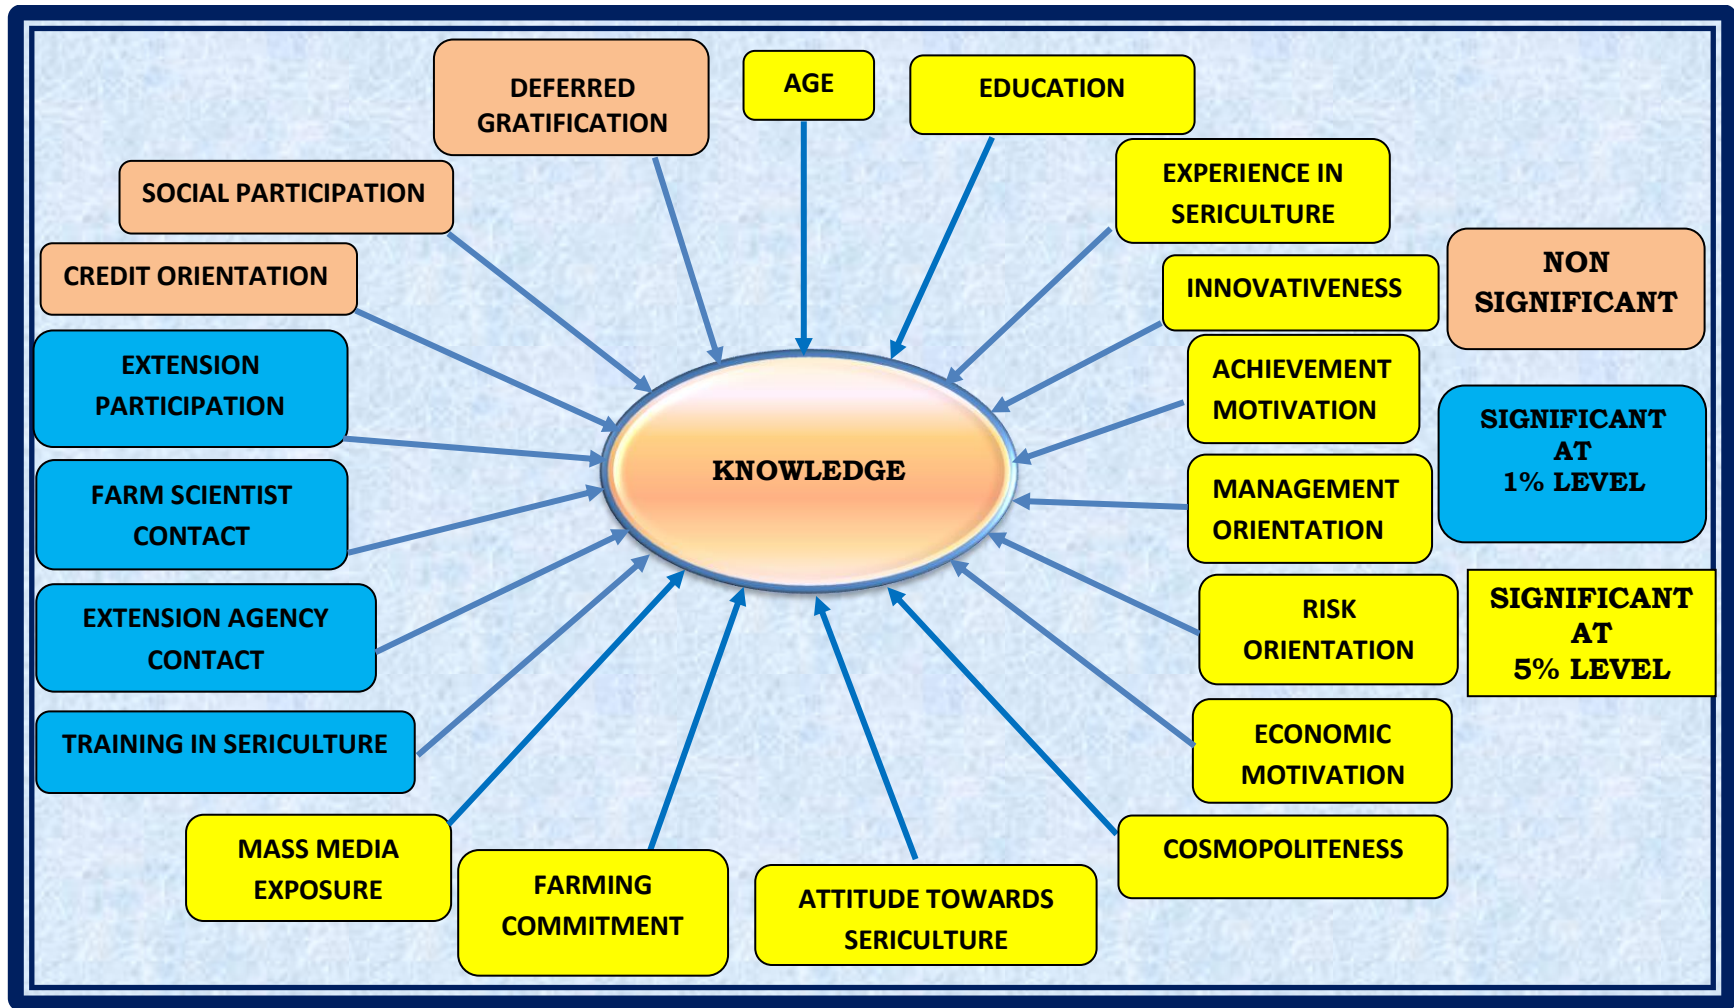 DEFERRED
GRATIFICATION
AGE
EDUCATION
SOCIAL PARTICIPATION
EXPERIENCE IN
SERICULTURE
CREDIT ORIENTATION
INNOVATIVENESS
NON
SIGNIFICANT
EXTENSION
PARTICIPATION
ACHIEVEMENT
MOTIVATION
SIGNIFICANT
AT
1% LEVEL
KNOWLEDGE
FARM SCIENTIST
CONTACT
MANAGEMENT
ORIENTATION
EXTENSION AGENCY
CONTACT
RISK
ORIENTATION
SIGNIFICANT
AT
5% LEVEL
TRAINING IN SERICULTURE
ECONOMIC
MOTIVATION
MASS MEDIA
EXPOSURE
FARMING
COMMITMENT
ATTITUDE TOWARDS
SERICULTURE
COSMOPOLITENESS